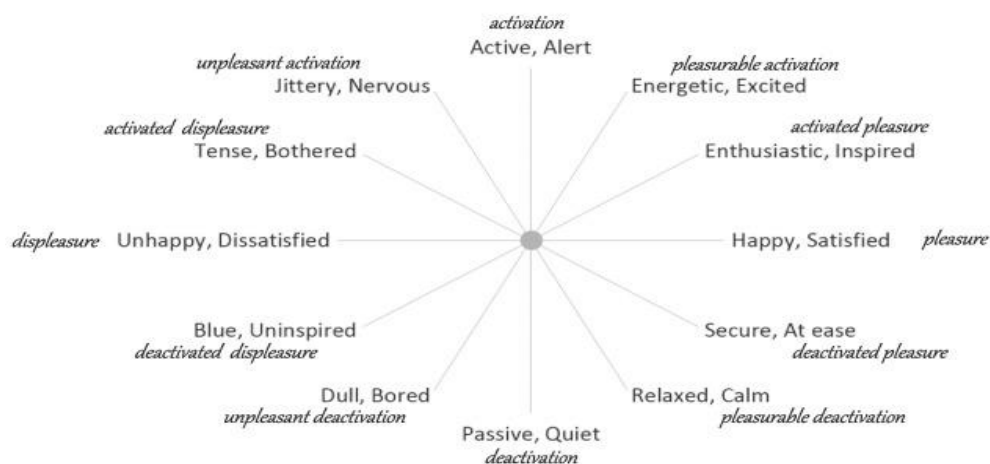 activation
Active, Alert
unpleasant activation
Jittery, Nervous
pleasurable activation
Energetic, Excited
activated displeasure
Tense, Bothered
activated pleasure
Enthusiastic, Inspired
displeasure Unhappy, Dissatisfied
Happy, Satisfied pleasure
Blue, Uninspired
deactivated displeasure
Secure, At ease
deactivated pleasure
Dull, Bored
unpleasant deactivation
Relaxed, Calm
pleasurable deactivation
Passive, Quiet
deactivation